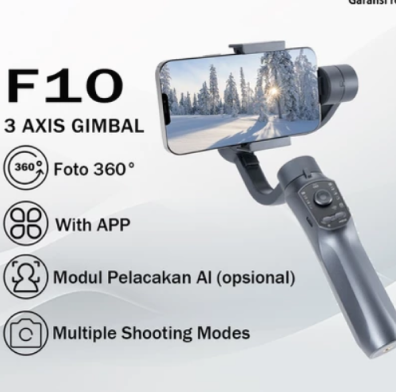 F10
3 AXIS GIMBAL
360°
Foto 360°
With APP
Modul Pelacakan AI (opsional)
Multiple Shooting Modes